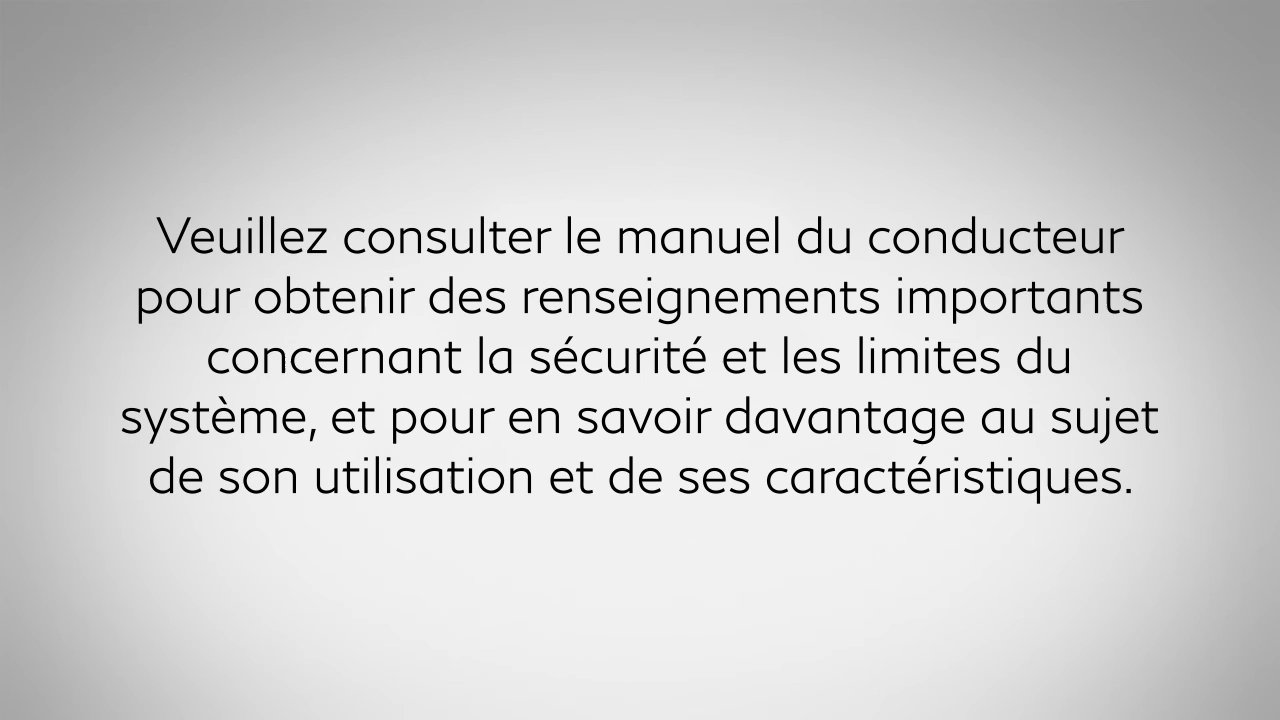 Veuillez consulter le manuel du conducteur
pour obtenir des renseignements importants
concernant la sécurité et les limites du
système, et pour en savoir davantage au sujet
de son utilisation et de ses caractéristiques.